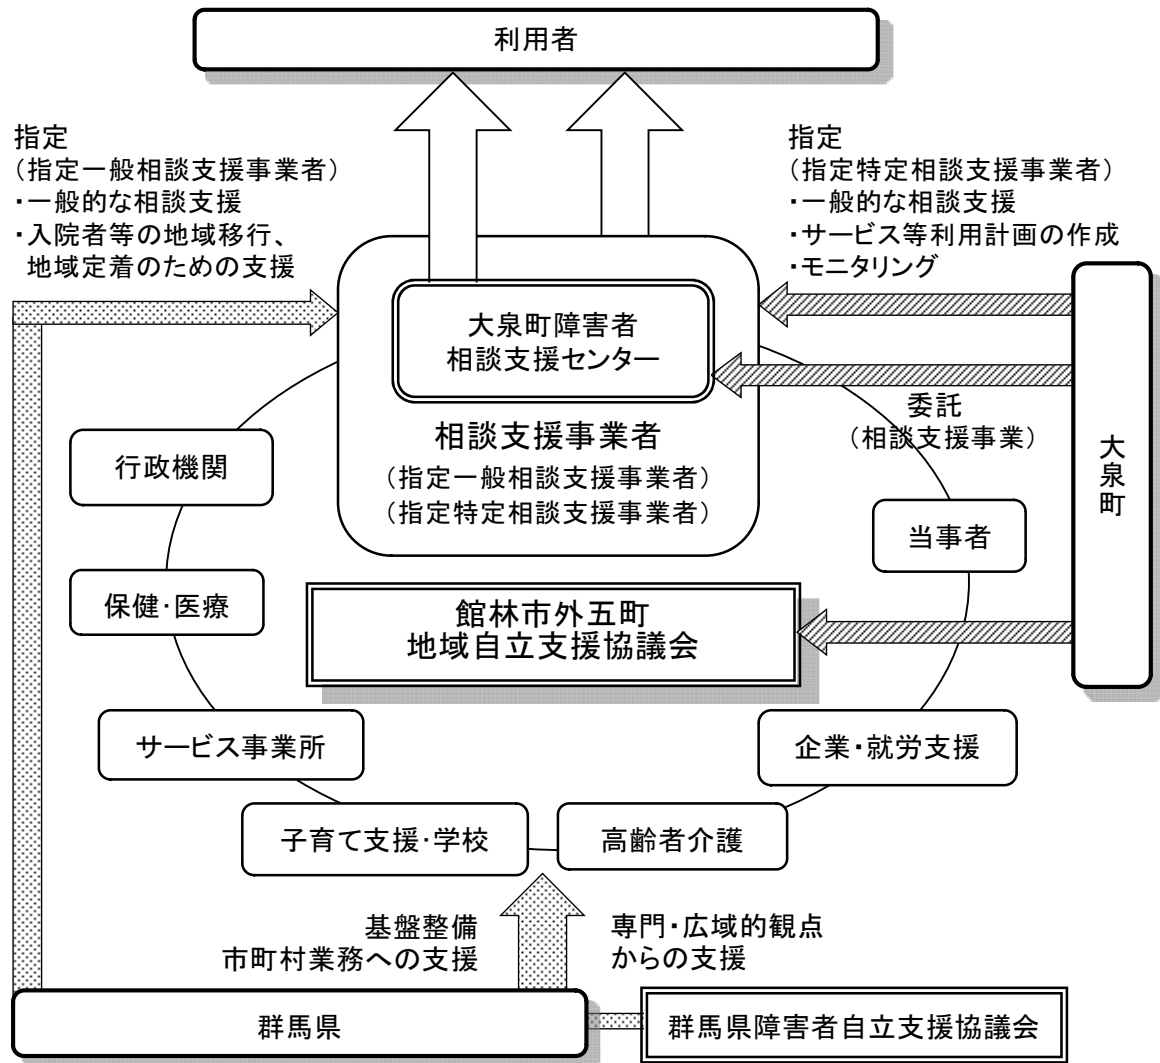 利用者
指定
（指定一般相談支援事業者）
・一般的な相談支援
・入院者等の地域移行、
地域定着のための支援
指定
（指定特定相談支援事業者）
・一般的な相談支援
・サービス等利用計画の作成
・モニタリング
大泉町障害者
相談支援センター
相談支援事業者
（指定一般相談支援事業者）
（指定特定相談支援事業者）
委託
（相談支援事業）
大泉町
行政機関
当事者
保健・医療
館林市外五町
地域自立支援協議会
サービス事業所
企業・就労支援
子育て支援・学校
高齢者介護
基盤整備
市町村業務への支援
専門・広域的観点
からの支援
群馬県
群馬県障害者自立支援協議会